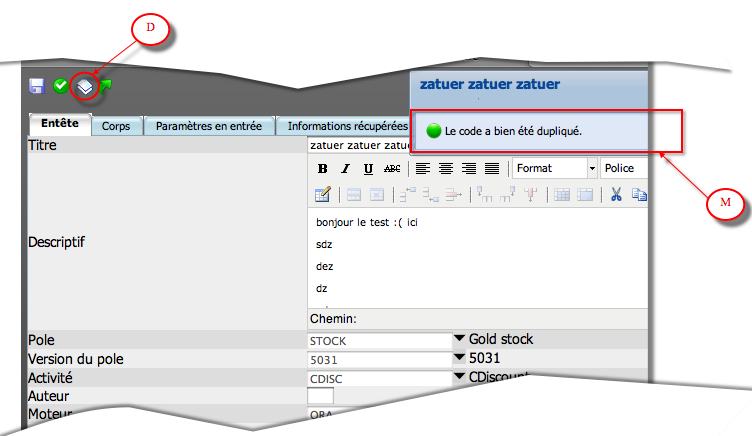 D
zatuer zatuer zatuer
Le code a bien été dupliqué.
M
Entête Corps Paramètres en entrée Informations récupérées
Titre zatuer zatuer zatue
B I U ABC Format Police
bonjour le test :( ici
sdz
Descriptif
dez
dz
Chemin:
Pole STOCK Gold stock
Version du pole 5031 5031
Activité CDISC CDiscount
Auteur
Moteur ORA